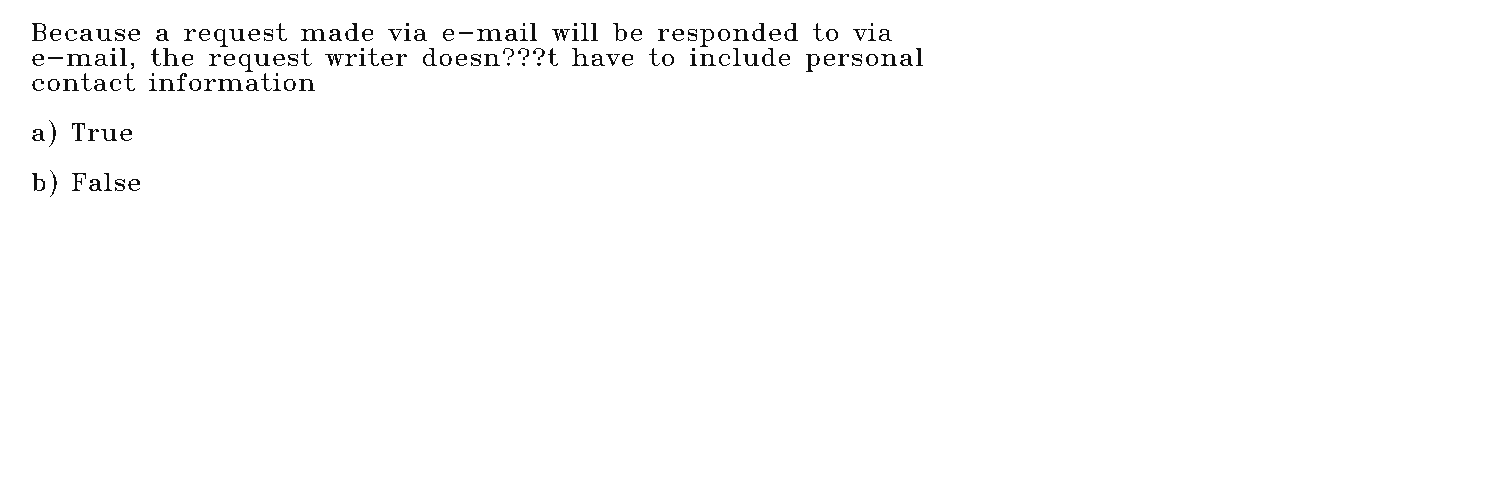 Because a request made via e-mail will be responded to via
e-mail, the request writer doesn???t have to include personal
contact information
a) True
b) False